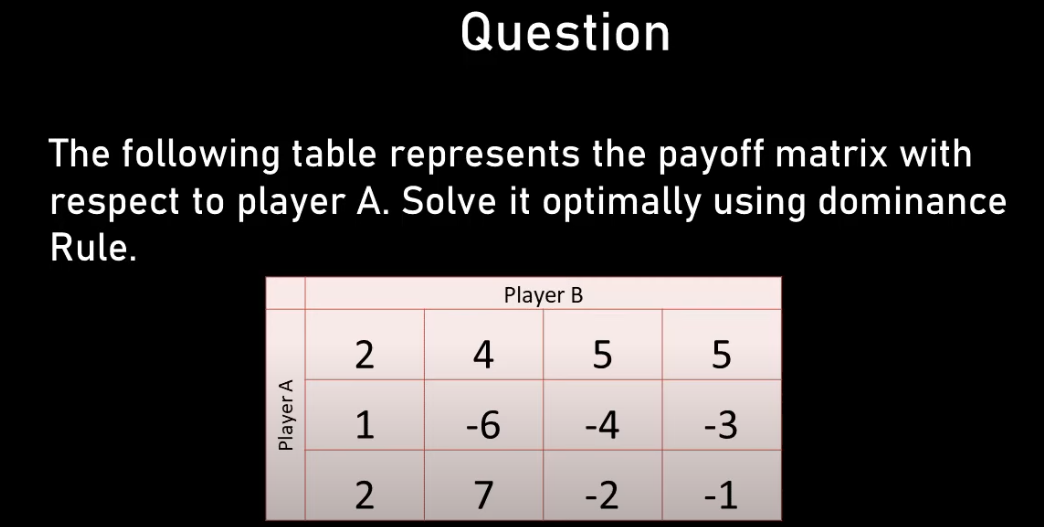 Question
The following table represents the payoff matrix with
respect to player A. Solve it optimally using dominance
Rule.
Player B
Player A
2 4 5 5
1 -6 -4 -3
2 7 -2 -1